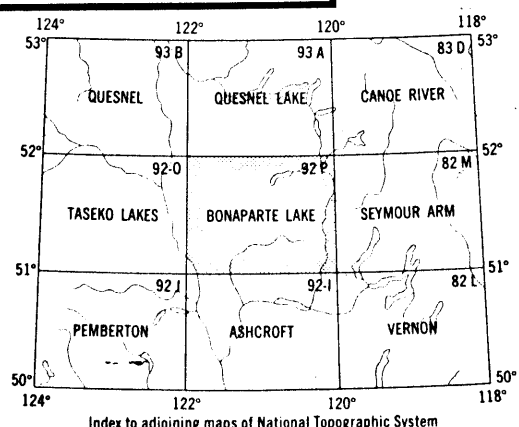 124° 122° 120° 118°
53° 93 B 93 A 83 D 53°
QUESNEL QUESNEL LAKE CANOE RIVER
52° 92-O 92 P 82 M 52°
TASEKO LAKES BONAPARTE LAKE SEYMOUR ARM
51° 92 J 92-I 82 L 51°
PEMBERTON ASHCROFT VERNON
50° 50°
124° 122° 120° 118°
Index to adjoining maps of National Topographic System